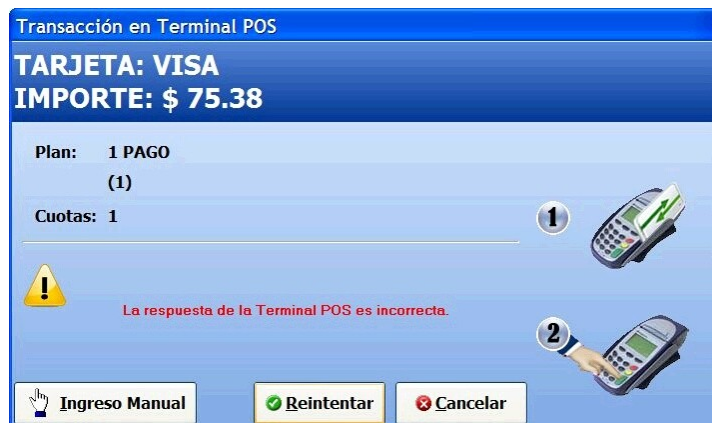 Transacción en Terminal POS
TARJETA: VISA
IMPORTE: $ 75.38
Plan: 1 PAGO
(1)
Cuotas: 1
1
La respuesta de la Terminal POS es incorrecta.
2
Ingreso Manual Reintentar Cancelar